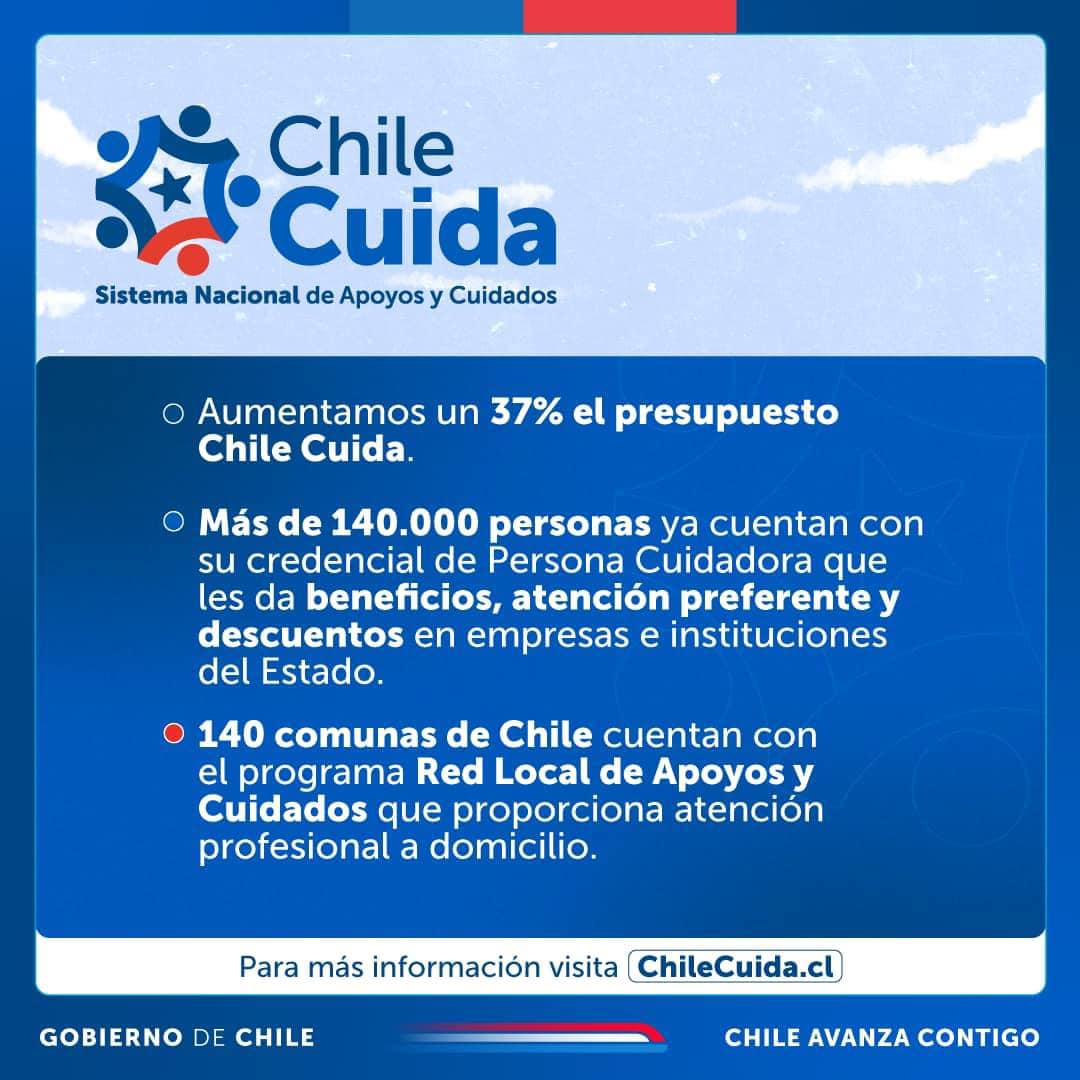 Chile
Cuida
Sistema Nacional de Apoyos y Cuidados
Aumentamos un 37% el presupuesto
Chile Cuida.
Más de 140.000 personas ya cuentan con
su credencial de Persona Cuidadora que
les da beneficios, atención preferente y
descuentos en empresas e instituciones
del Estado.
140 comunas de Chile cuentan con
el programa Red Local de Apoyos y
Cuidados que proporciona atención
profesional a domicilio.
Para más información visita ChileCuida.cl
GOBIERNO DE CHILE
CHILE AVANZA CONTIGO